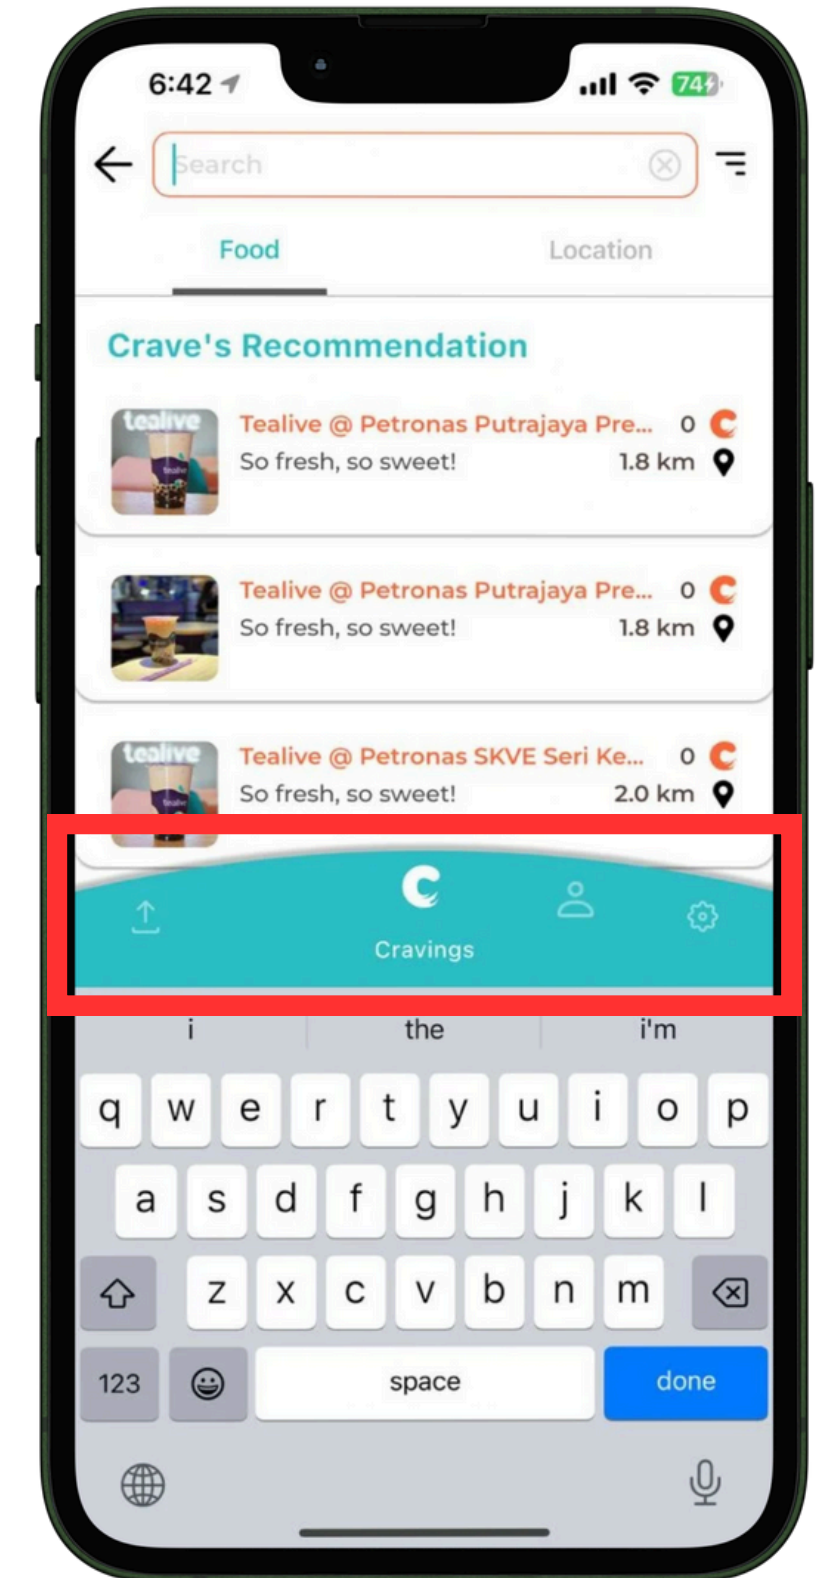 6:42
74
Search
Food
Location
Crave's Recommendation
tealive
Tealive @ Petronas Putrajaya Pre... 0
So fresh, so sweet! 1.8 km
Tealive @ Petronas Putrajaya Pre... 0
So fresh, so sweet! 1.8 km
tealive
Tealive @ Petronas SKVE Seri Ke... 0
So fresh, so sweet! 2.0 km
Cravings
i the i'm
q w e r t y u i o p
a s d f g h j k l
z x c v b n m
123 space done